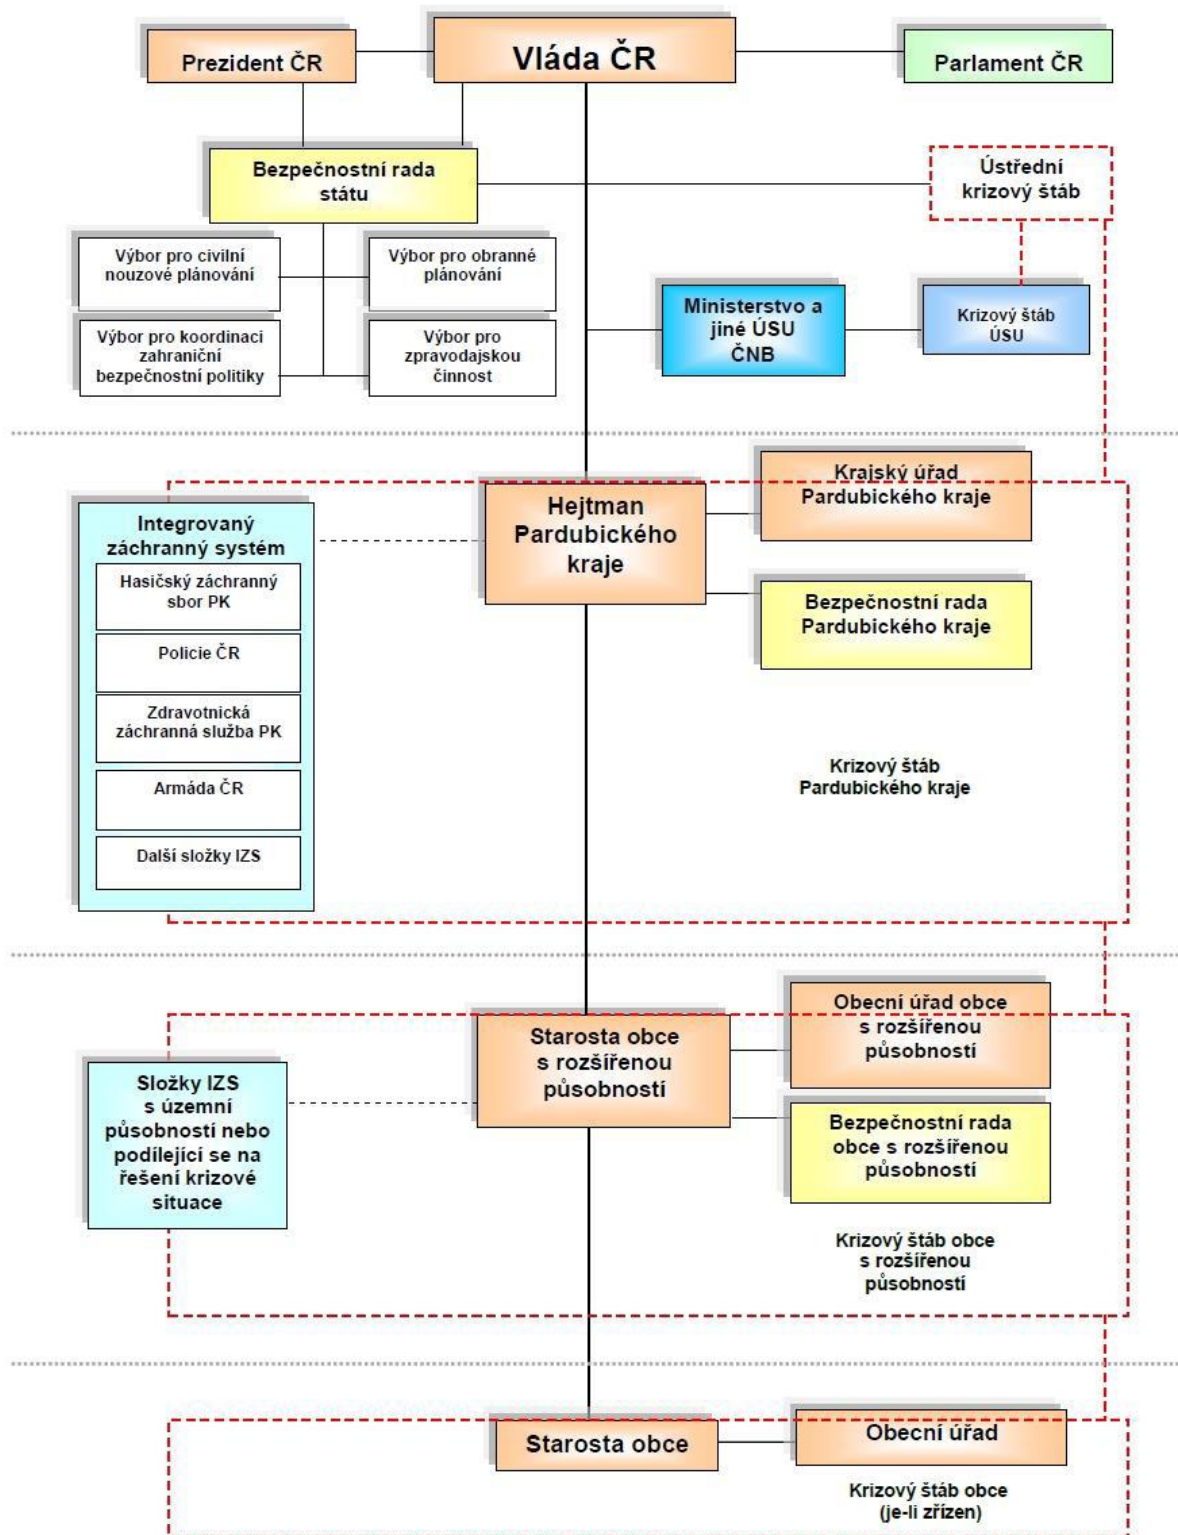 Prezident ČR
Vláda ČR
Parlament ČR
Bezpečnostní rada
státu
Ústřední
krizový štáb
Výbor pro civilní
nouzové plánování
Výbor pro obranné
plánování
Výbor pro koordinaci
zahraniční
bezpečnostní politiky
Výbor pro
zpravodajskou
činnost
Ministerstvo a
jiné ÚSU
ČNB
Krizový štáb
ÚSU
Integrovaný
záchranný systém
Hasičský záchranný
sbor PK
Policie ČR
Zdravotnická
záchranná služba PK
Armáda ČR
Další složky IZS
Hejtman
Pardubického
kraje
Krajský úřad
Pardubického kraje
Bezpečnostní rada
Pardubického kraje
Krizový štáb
Pardubického kraje
Složky IZS
s územní
působností nebo
podílející se na
řešení krizové
situace
Starosta obce
s rozšířenou
působností
Obecní úřad obce
s rozšířenou
působností
Bezpečnostní rada
obce s rozšířenou
působností
Krizový štáb obce
s rozšířenou
působností
Starosta obce
Obecní úřad
Krizový štáb obce
(je-li zřízen)